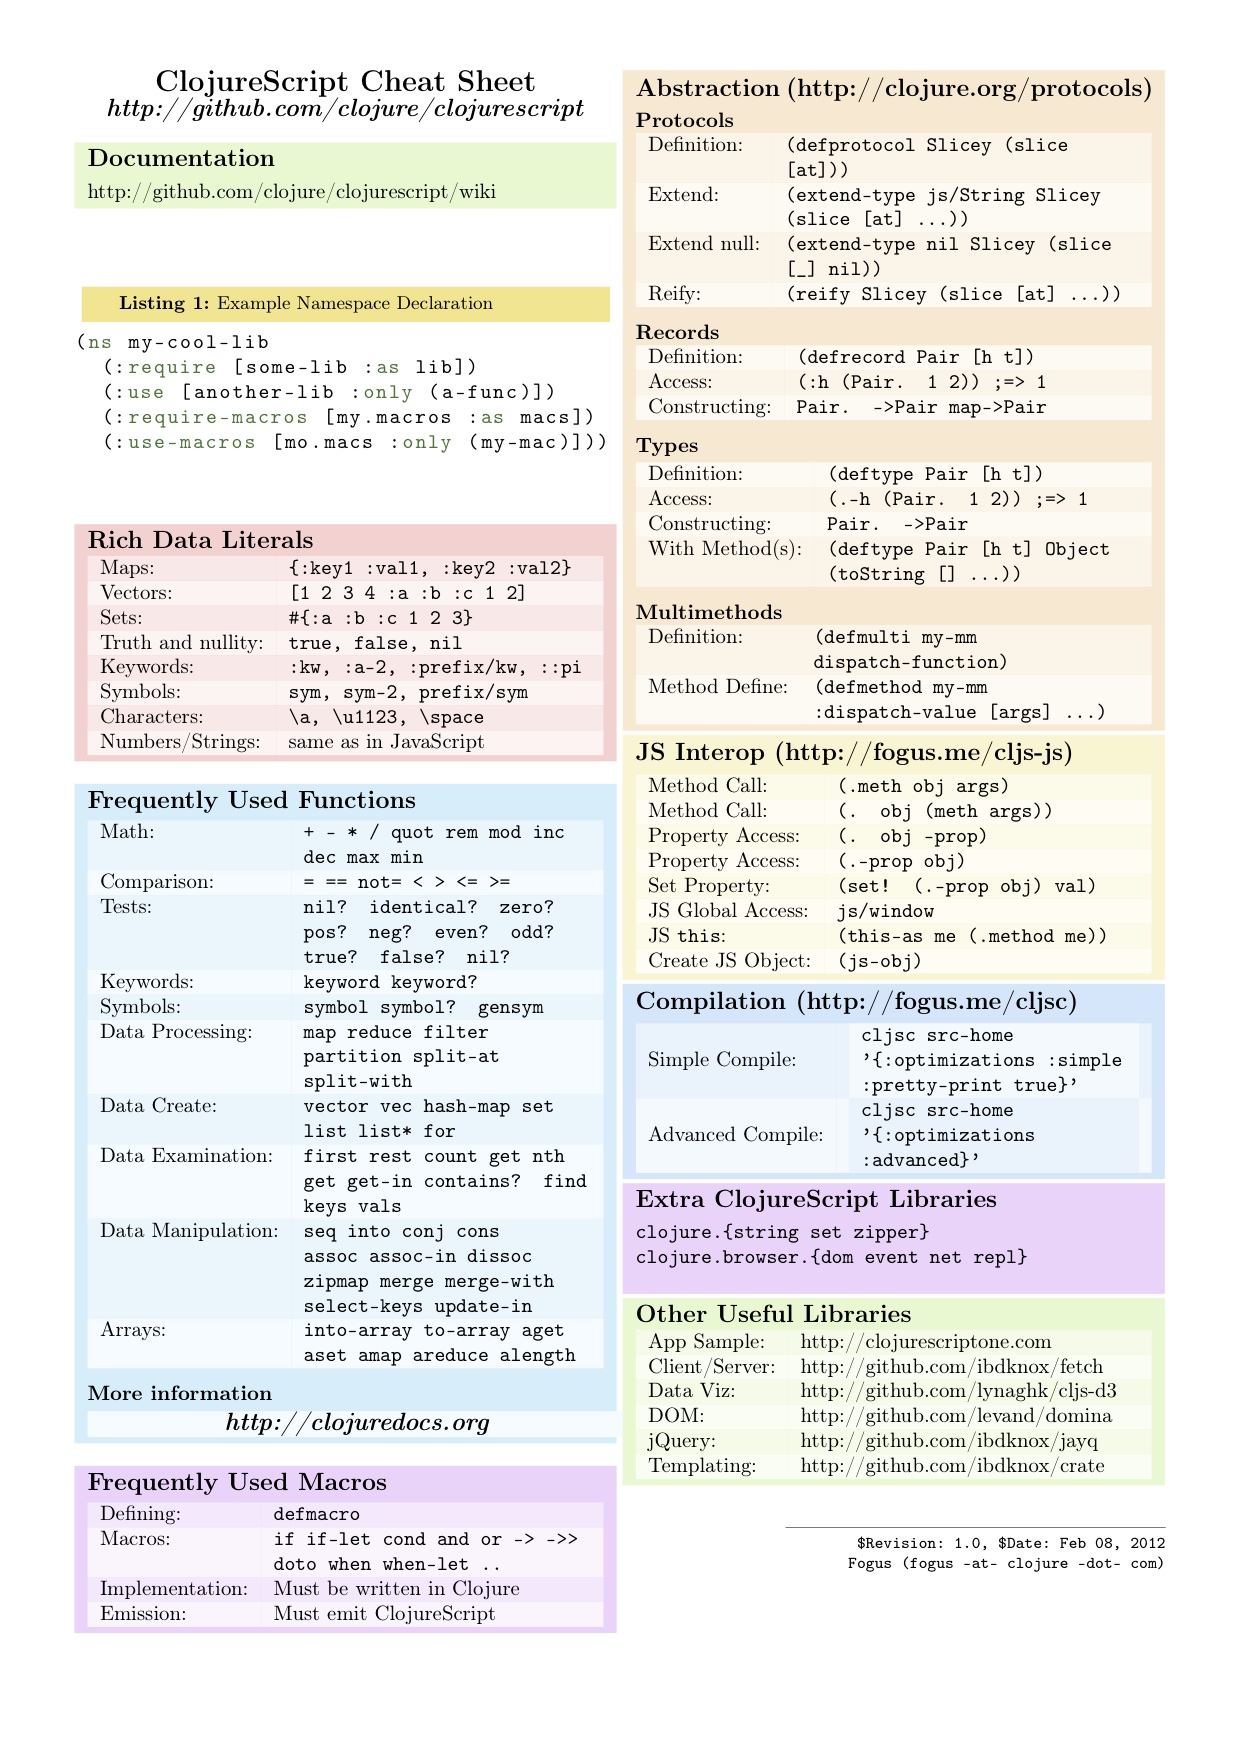 ClojureScript Cheat Sheet
http://github.com/clojure/clojurescript
Documentation
http://github.com/clojure/clojurescript/wiki
Listing 1: Example Namespace Declaration
(ns my-cool-lib
  (:require [some-lib :as lib])
  (:use [another-lib :only (a-func)])
  (:require-macros [my.macros :as macs])
  (:use-macros [mo.macs :only (my-mac)]))
Rich Data Literals
Maps: {:key1 :val1, :key2 :val2}
Vectors: [1 2 3 4 :a :b :c 1 2]
Sets: #{:a :b :c 1 2 3}
Truth and nullity: true, false, nil
Keywords: :kw, :a-2, :prefix/kw, ::pi
Symbols: sym, sym-2, prefix/sym
Characters: \a, \u1123, \space
Numbers/Strings: same as in JavaScript
Frequently Used Functions
Math: + - * / quot rem mod inc
dec max min
Comparison: = == not= < > <= >=
Tests: nil? identical? zero?
pos? neg? even? odd?
true? false? nil?
Keywords: keyword keyword?
Symbols: symbol symbol? gensym
Data Processing: map reduce filter
partition split-at
split-with
Data Create: vector vec hash-map set
list list* for
Data Examination: first rest count get nth
get get-in contains? find
keys vals
Data Manipulation: seq into conj cons
assoc assoc-in dissoc
zipmap merge merge-with
select-keys update-in
Arrays: into-array to-array aget
aset amap areduce alength
More information
http://clojuredocs.org
Frequently Used Macros
Defining: defmacro
Macros: if if-let cond and or -> ->>
doto when when-let ..
Implementation: Must be written in Clojure
Emission: Must emit ClojureScript
Abstraction (http://clojure.org/protocols)
Protocols
Definition: (defprotocol Slicey (slice
[at]))
Extend: (extend-type js/String Slicey
(slice [at] ...))
Extend null: (extend-type nil Slicey (slice
[_] nil))
Reify: (reify Slicey (slice [at] ...))
Records
Definition: (defrecord Pair [h t])
Access: (:h (Pair. 1 2)) ;=> 1
Constructing: Pair. ->Pair map->Pair
Types
Definition: (deftype Pair [h t])
Access: (.-h (Pair. 1 2)) ;=> 1
Constructing: Pair. ->Pair
With Method(s): (deftype Pair [h t] Object
(toString [] ...))
Multimethods
Definition: (defmulti my-mm
dispatch-function)
Method Define: (defmethod my-mm
:dispatch-value [args] ...)
JS Interop (http://fogus.me/cljs-js)
Method Call: (.meth obj args)
Method Call: (. obj (meth args))
Property Access: (. obj -prop)
Property Access: (.-prop obj)
Set Property: (set! (.-prop obj) val)
JS Global Access: js/window
JS this: (this-as me (.method me))
Create JS Object: (js-obj)
Compilation (http://fogus.me/cljsc)
Simple Compile: cljsc src-home
’{:optimizations :simple
:pretty-print true}’
Advanced Compile: cljsc src-home
’{:optimizations
:advanced}’
Extra ClojureScript Libraries
clojure.{string set zipper}
clojure.browser.{dom event net repl}
Other Useful Libraries
App Sample: http://clojurescriptone.com
Client/Server: http://github.com/ibdknox/fetch
Data Viz: http://github.com/lynaghk/cljs-d3
DOM: http://github.com/levand/domina
jQuery: http://github.com/ibdknox/jayq
Templating: http://github.com/ibdknox/crate
$Revision: 1.0, $Date: Feb 08, 2012
Fogus (fogus -at- clojure -dot- com)